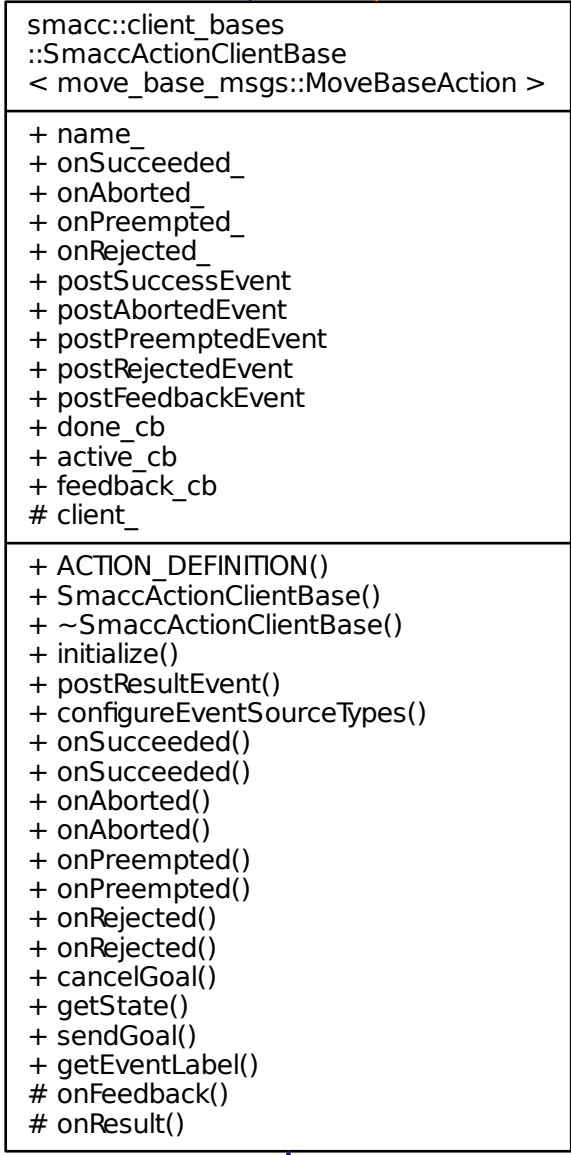 smacc::client_bases
::SmaccActionClientBase
< move_base_msgs::MoveBaseAction >
+ name_
+ onSucceeded_
+ onAborted_
+ onPreempted_
+ onRejected_
+ postSuccessEvent
+ postAbortedEvent
+ postPreemptedEvent
+ postRejectedEvent
+ postFeedbackEvent
+ done_cb
+ active_cb
+ feedback_cb
# client_
+ ACTION_DEFINITION()
+ SmaccActionClientBase()
+ ~SmaccActionClientBase()
+ initialize()
+ postResultEvent()
+ configureEventSourceTypes()
+ onSucceeded()
+ onSucceeded()
+ onAborted()
+ onAborted()
+ onPreempted()
+ onPreempted()
+ onRejected()
+ onRejected()
+ cancelGoal()
+ getState()
+ sendGoal()
+ getEventLabel()
# onFeedback()
# onResult()